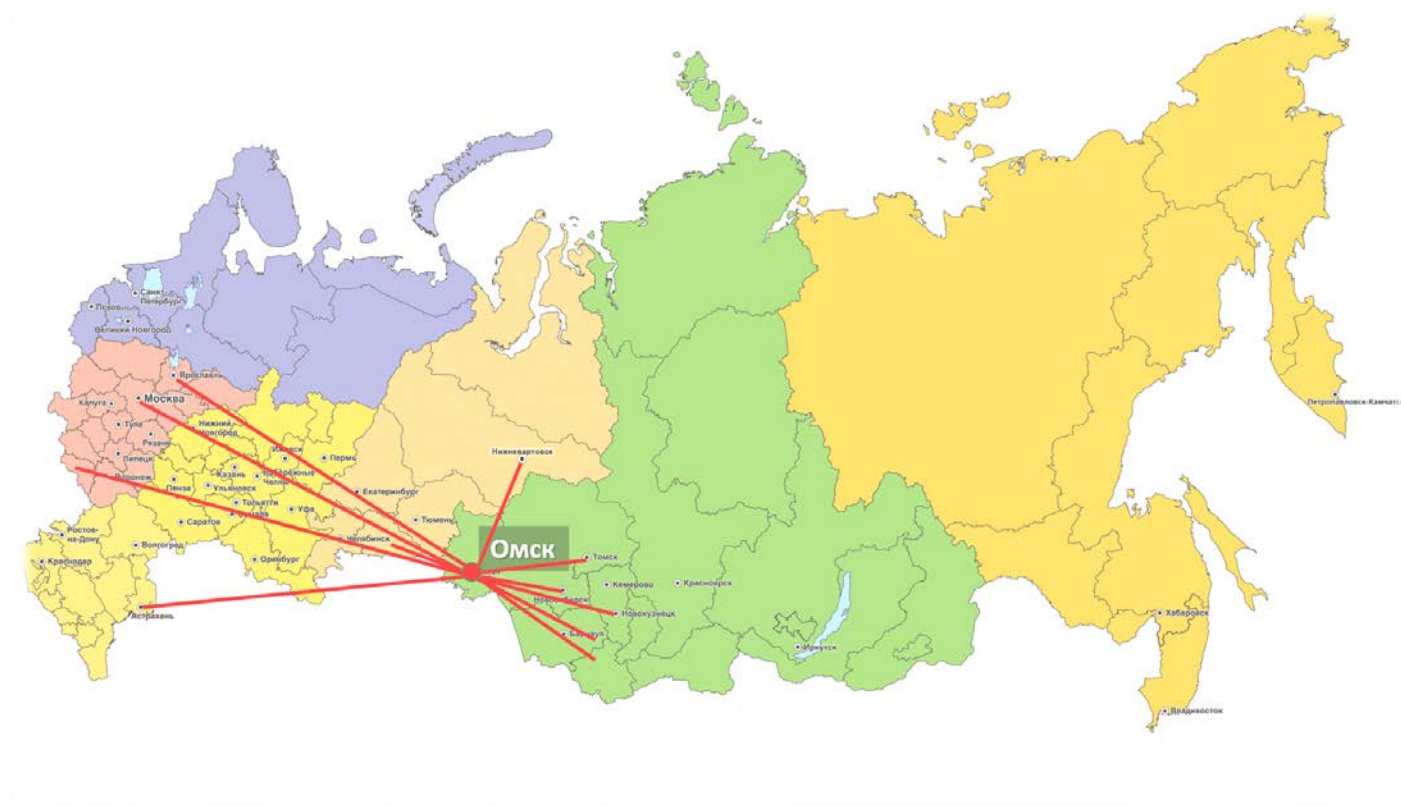 Санкт-
Петербург
Псков
Великий Новгород
Ярославль
Калуга
Москва
Тула
Рязань
Нижний
Новгород
Липецк
Воронеж
Пенза
Казань
Ижевск
Пермь
Набережные
Челны
Ульяновск
Тольятти
Самара
Уфа
Саратов
Оренбург
Екатеринбург
Тюмень
Челябинск
Нижневартовск
Ростов-
на-Дону
Волгоград
Краснодар
Астрахань
Омск
Томск
Кемерово
Красноярск
Новосибирск
Новокузнецк
Барнаул
Иркутск
Петропавловск-Камчатс
Хабаровск
Владивосток